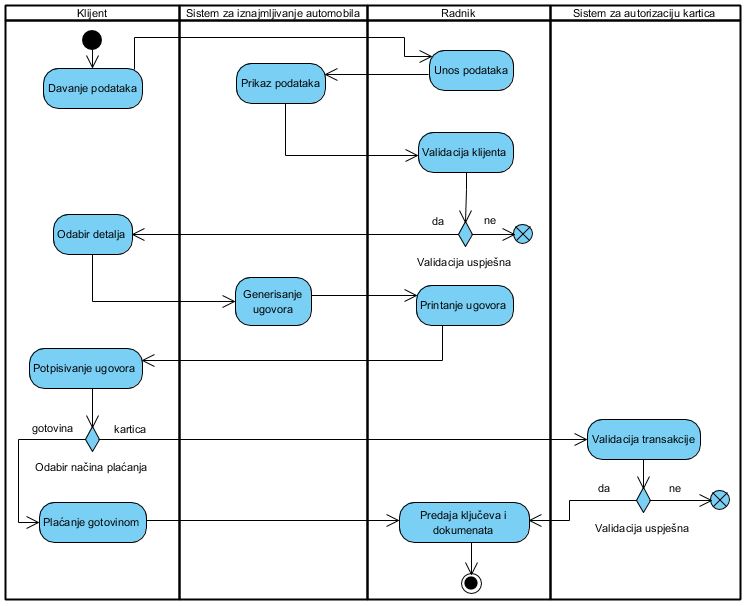 Klijent
Sistem za iznajmljivanje automobila
Radnik
Sistem za autorizaciju kartica
Davanje podataka
Prikaz podataka
Unos podataka
Validacija klijenta
da
ne
Validacija uspješna
Odabir detalja
Generisanje
ugovora
Printanje ugovora
Potpisivanje ugovora
gotovina
kartica
Odabir načina plaćanja
Validacija transakcije
da
ne
Validacija uspješna
Plaćanje gotovinom
Predaja ključeva i
dokumenata